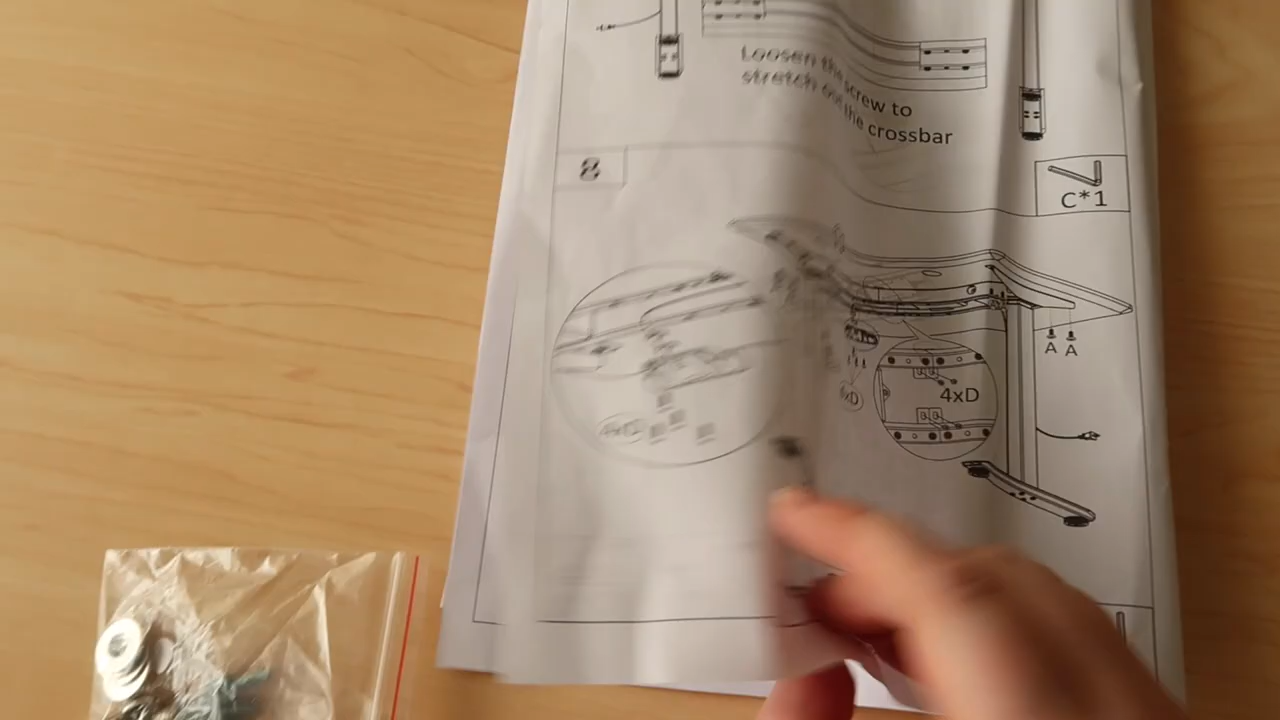 Loosen the screw to
stretch out the crossbar
8
C*1
A A
4xD